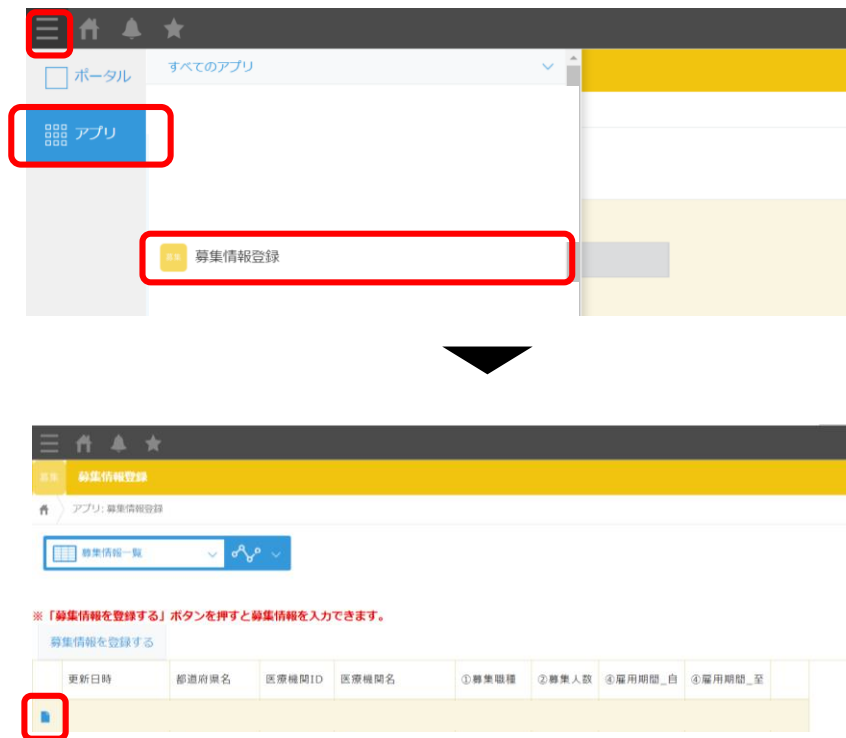 ポータル
すべてのアプリ
アプリ
募集 募集情報登録
募集 募集情報登録
アプリ: 募集情報登録
募集情報一覧
※「募集情報を登録する」ボタンを押すと募集情報を入力できます。
募集情報を登録する
更新日時 都道府県名 医療機関ID 医療機関名 ①募集職種 ②募集人数 ④雇用期間_自 ④雇用期間_至